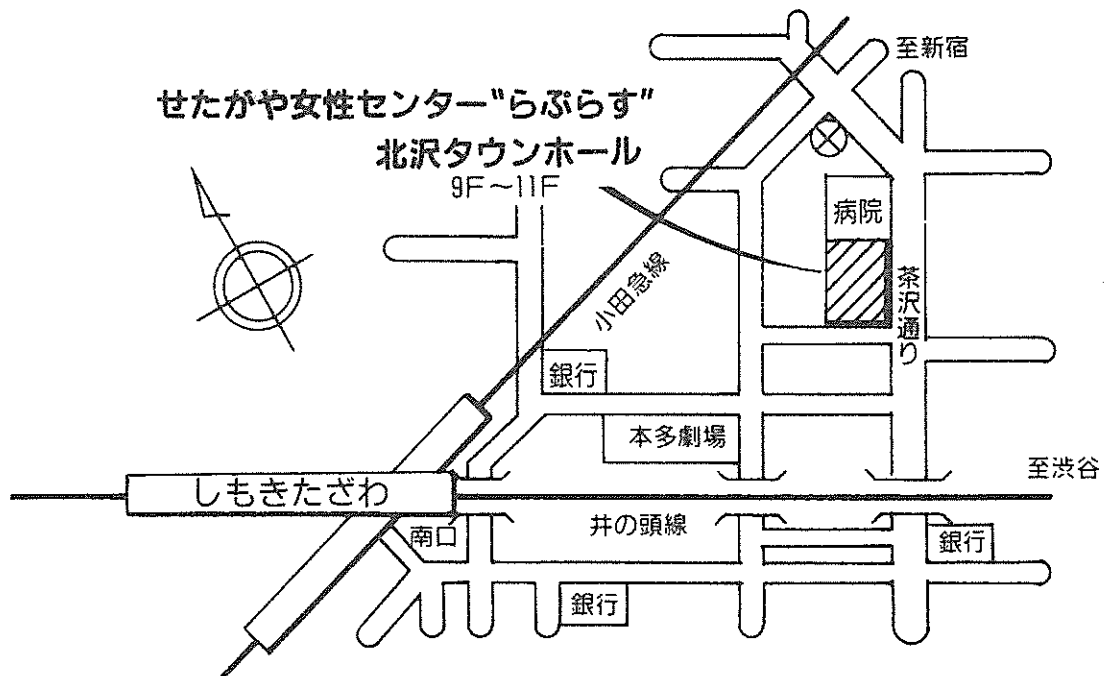 至新宿
せたがや女性センター"らぷらす"
北沢タウンホール
9F～11F
病院
茶沢通り
小田急線
銀行
本多劇場
至渋谷
しもきたざわ
南口
井の頭線
銀行
銀行